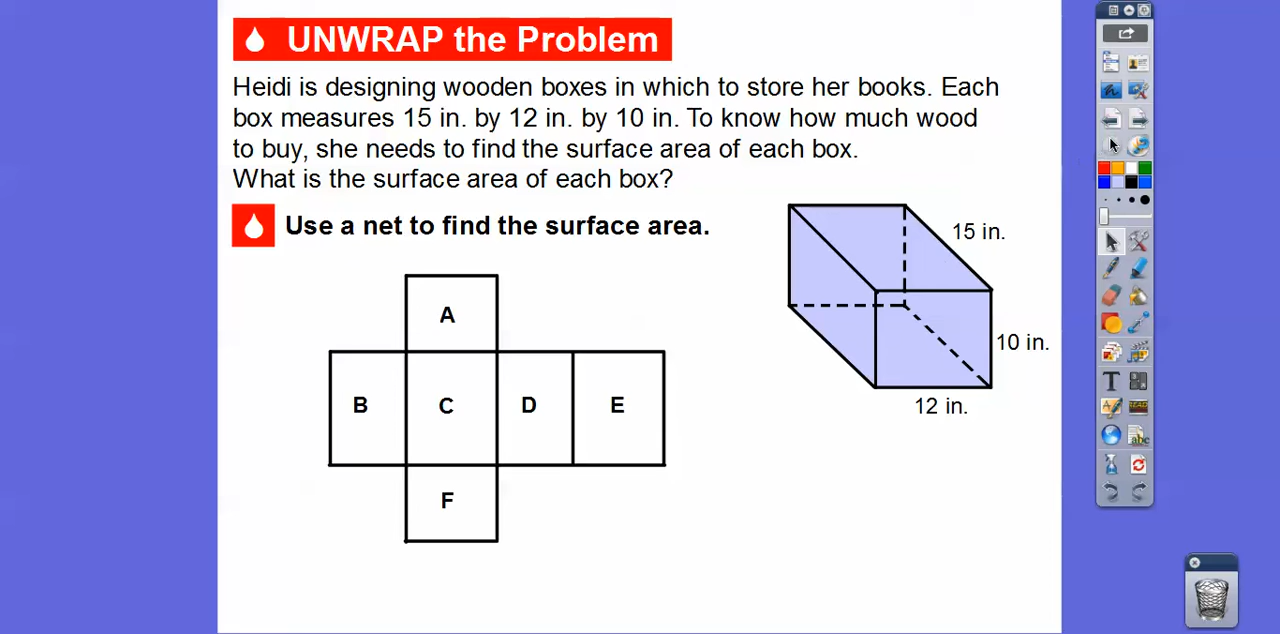 UNWRAP the Problem
Heidi is designing wooden boxes in which to store her books. Each
box measures 15 in. by 12 in. by 10 in. To know how much wood
to buy, she needs to find the surface area of each box.
What is the surface area of each box?
Use a net to find the surface area.
15 in.
10 in.
12 in.
A
B
C
D
E
F